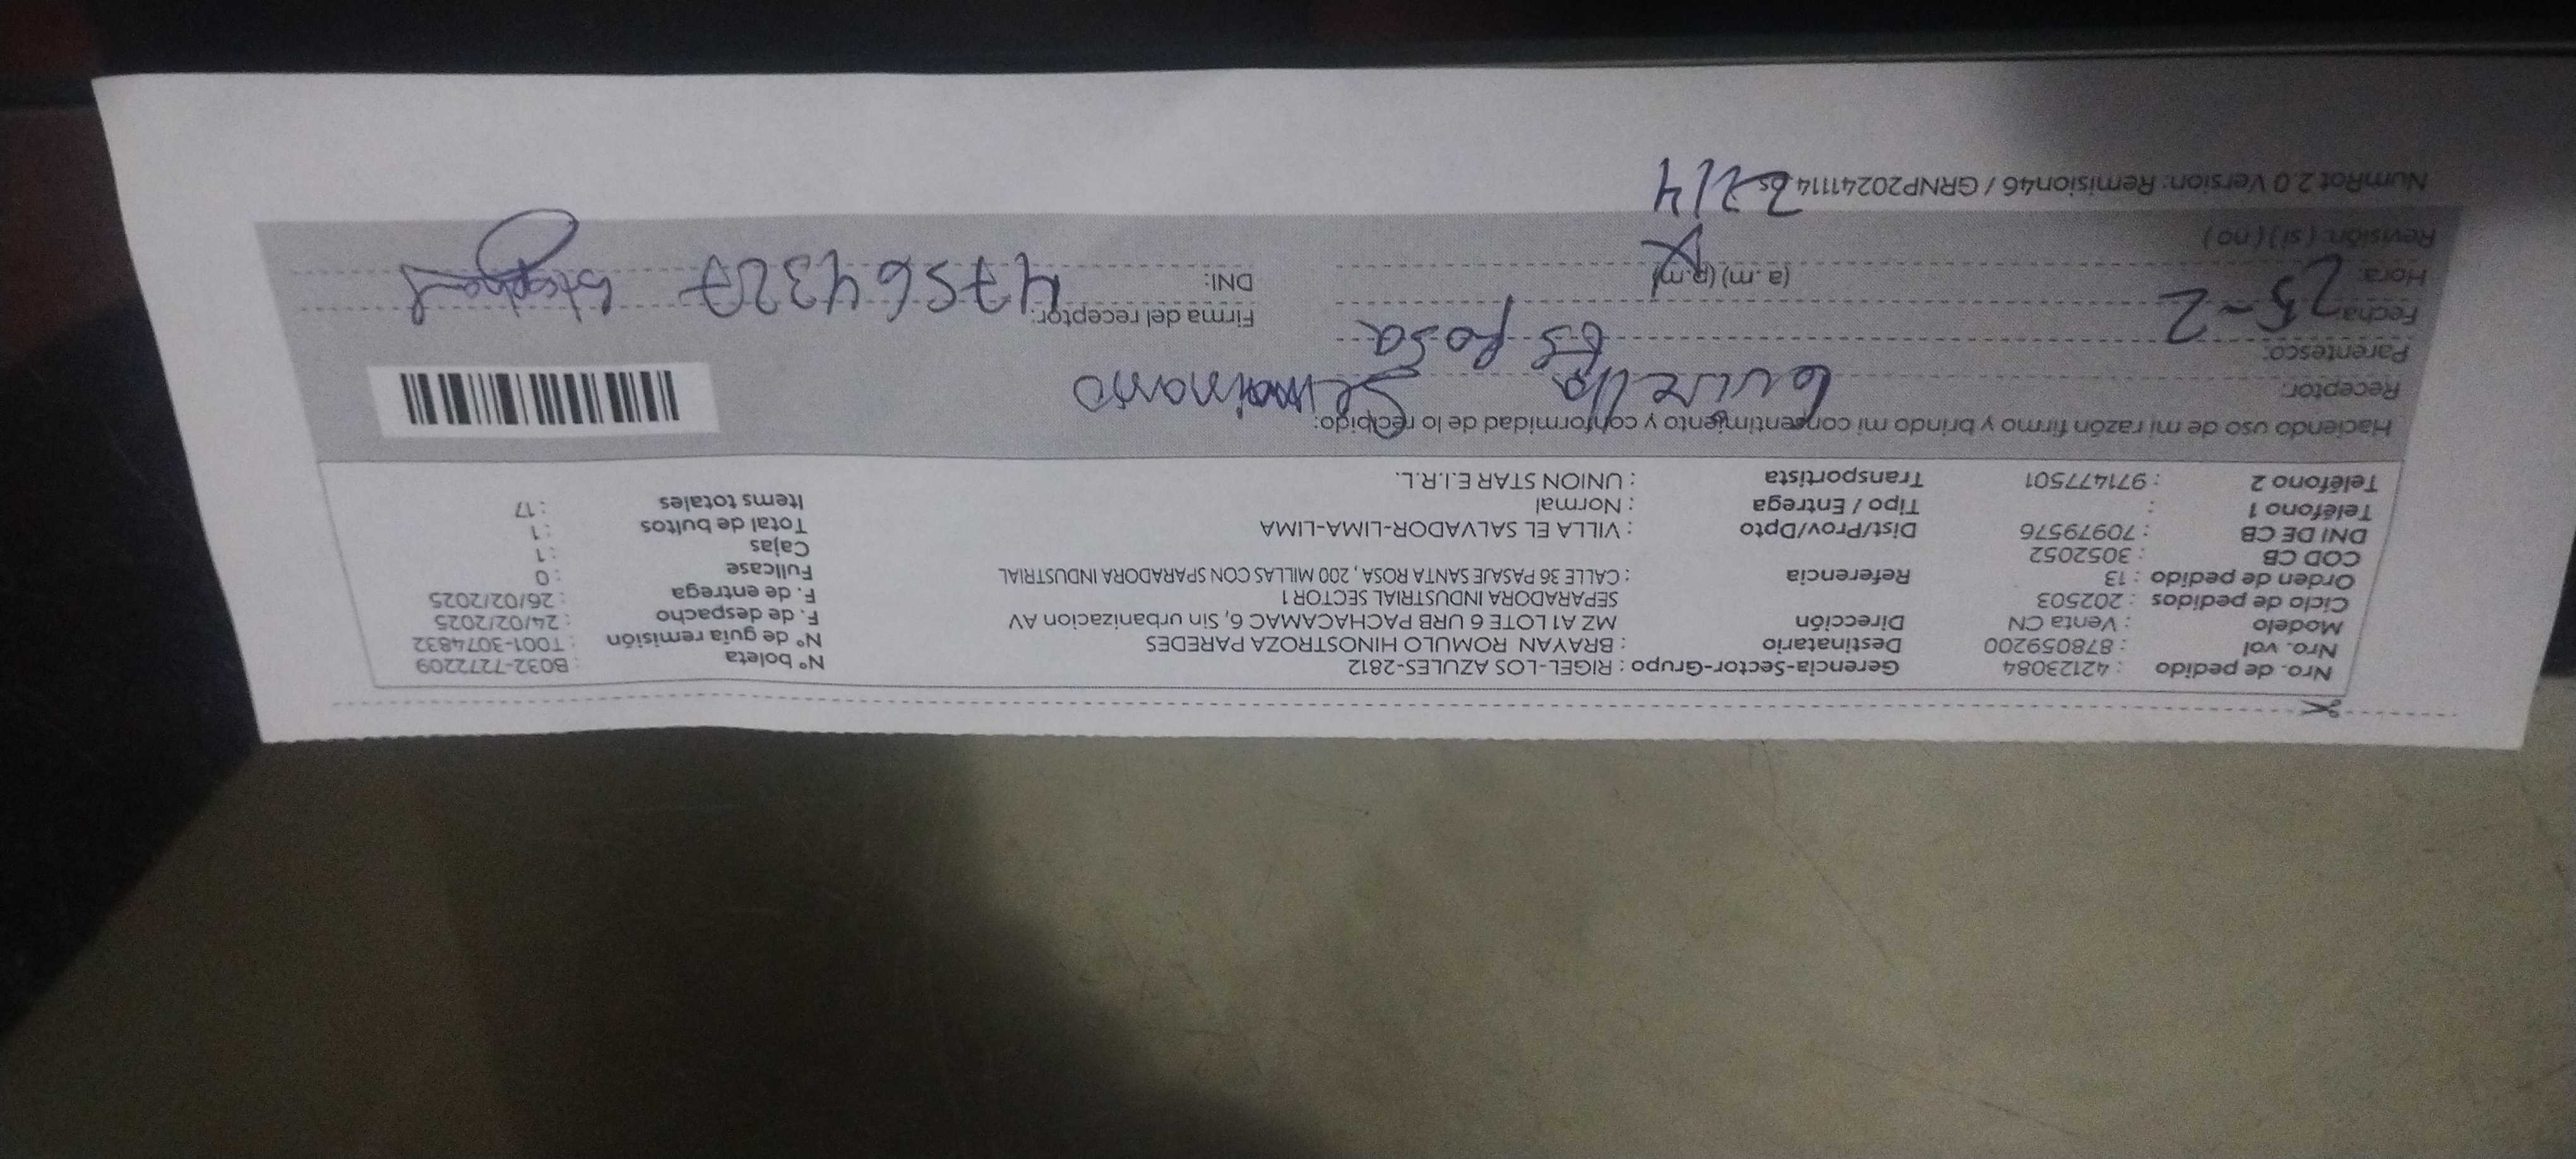 Nro. de pedido : 42123084 Gerencia-Sector-Grupo : RIGEL-LOS AZULES-2812 N° boleta : B032-7272209
Nro. vol : 878059200 Destinatario : BRAYAN ROMULO HINOSTROZA PAREDES N° de guia remisión : T001-3074832
Modelo : Venta CN Dirección MZ A1 LOTE 6 URB PACHACAMAC 6, Sin urbanizacion AV F. de despacho : 24/02/2025
Ciclo de pedidos : 202503 SEPARADORA INDUSTRIAL SECTOR 1 F. de entrega : 26/02/2025
Orden de pedido : 13 Referencia : CALLE 36 PASAJE SANTA ROSA , 200 MILLAS CON SPARADORA INDUSTRIAL Fullcase : 0
COD CB : 3052052 Cajas : 1
DNI DE CB : 70979576 Dist/Prov/Dpto : VILLA EL SALVADOR-LIMA-LIMA Total de bultos : 1
Teléfono 1 : Tipo / Entrega : Normal Items totales : 17
Teléfono 2 : 971477501 Transportista : UNION STAR E.I.R.L.
Haciendo uso de mi razón firmo y brindo mi consentimiento y conformidad de lo recibido:
Receptor:
Parentesco: Esposa
Fecha: 25-2 Firma del receptor:
Hora: (a.m) (p.m) DNI: 47564327
Revisión: ( si ) ( no )
NumRot 2.0 Version: Remision46 / GRNP20241114